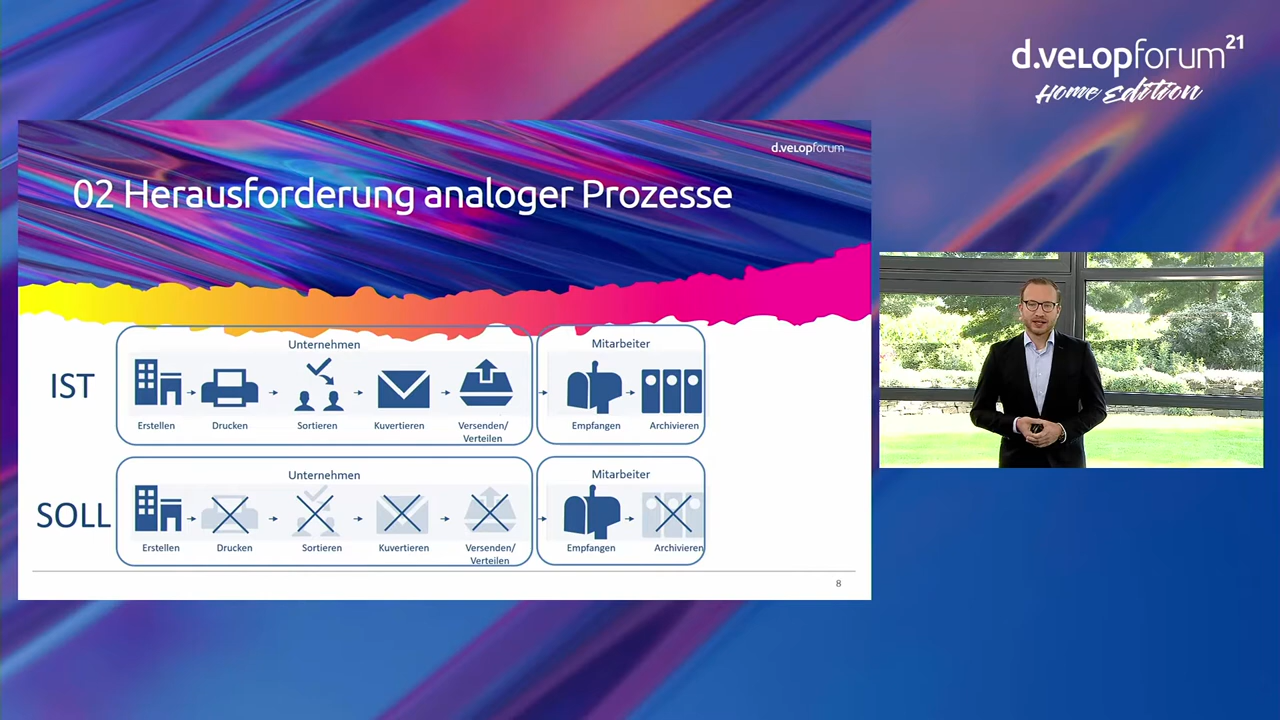 d.velopforum21
Home Edition
d.velopforum
02 Herausforderung analoger Prozesse
IST
Unternehmen
Erstellen
Drucken
Sortieren
Kuvertieren
Versenden/
Verteilen
Mitarbeiter
Empfangen
Archivieren
SOLL
Unternehmen
Erstellen
Drucken
Sortieren
Kuvertieren
Versenden/
Verteilen
Mitarbeiter
Empfangen
Archivieren
8